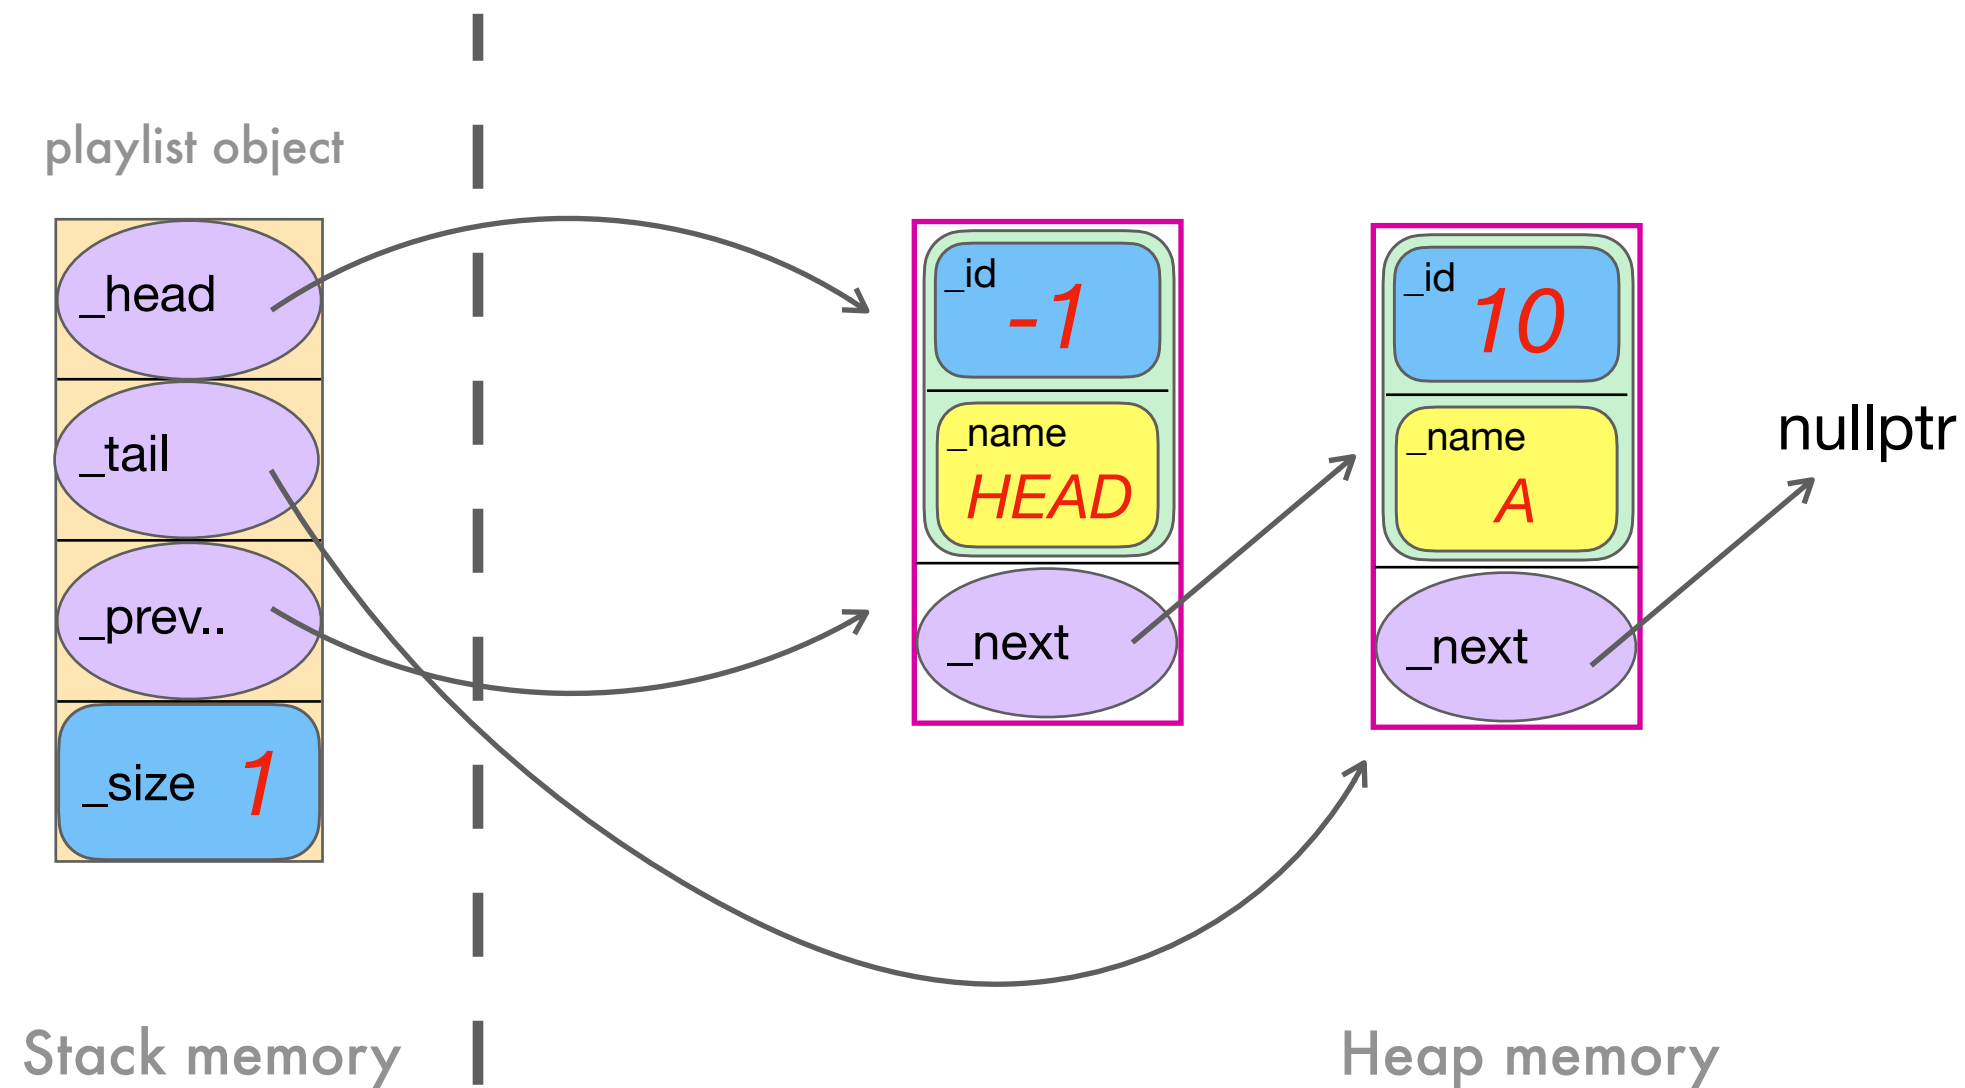 playlist object
_head
_tail
_prev..
_size 1
_id
-1
_name
HEAD
_next
_id
10
_name
A
_next
nullptr
Stack memory
Heap memory